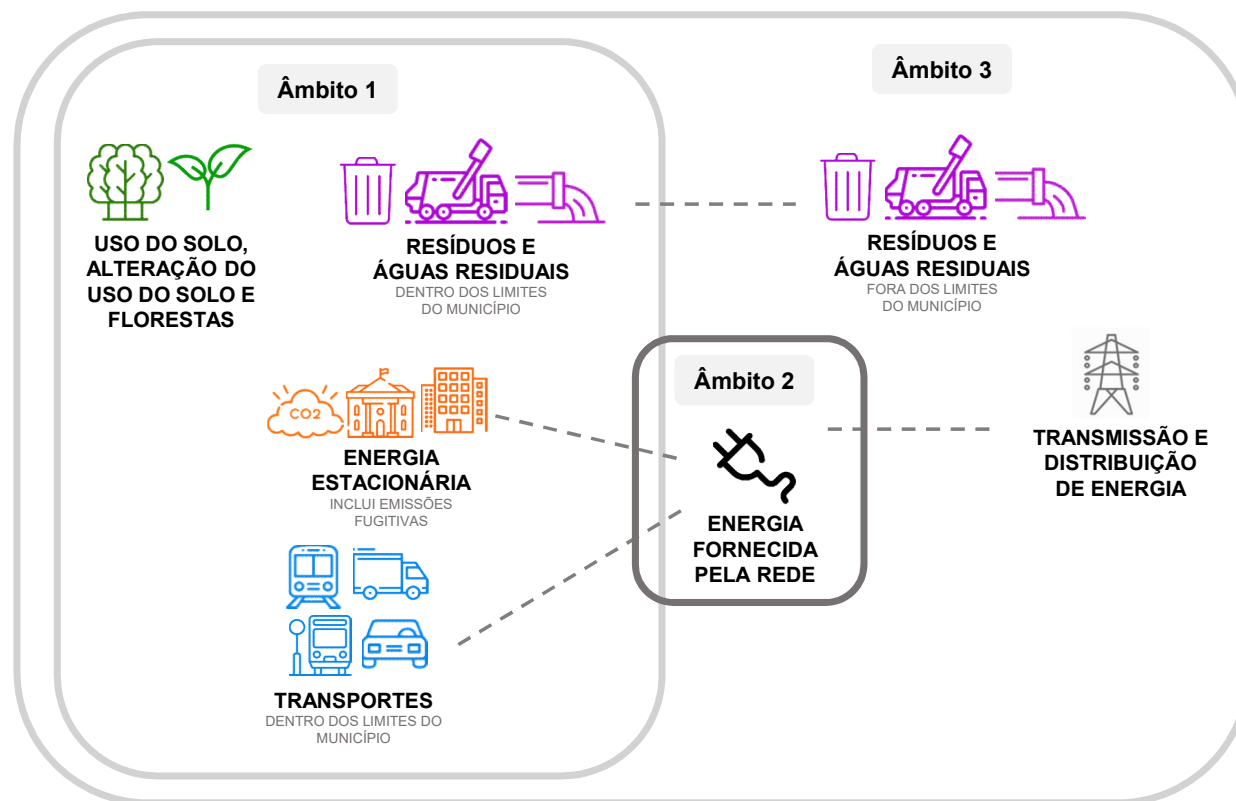 Âmbito 1
USO DO SOLO,
ALTERAÇÃO DO
USO DO SOLO E
FLORESTAS
RESÍDUOS E
ÁGUAS RESIDUAIS
DENTRO DOS LIMITES
DO MUNICÍPIO
CO2
ENERGIA
ESTACIONÁRIA
INCLUI EMISSÕES
FUGITIVAS
TRANSPORTES
DENTRO DOS LIMITES DO
MUNICÍPIO
Âmbito 2
ENERGIA
FORNECIDA
PELA REDE
Âmbito 3
RESÍDUOS E
ÁGUAS RESIDUAIS
FORA DOS LIMITES
DO MUNICÍPIO
TRANSMISSÃO E
DISTRIBUIÇÃO
DE ENERGIA